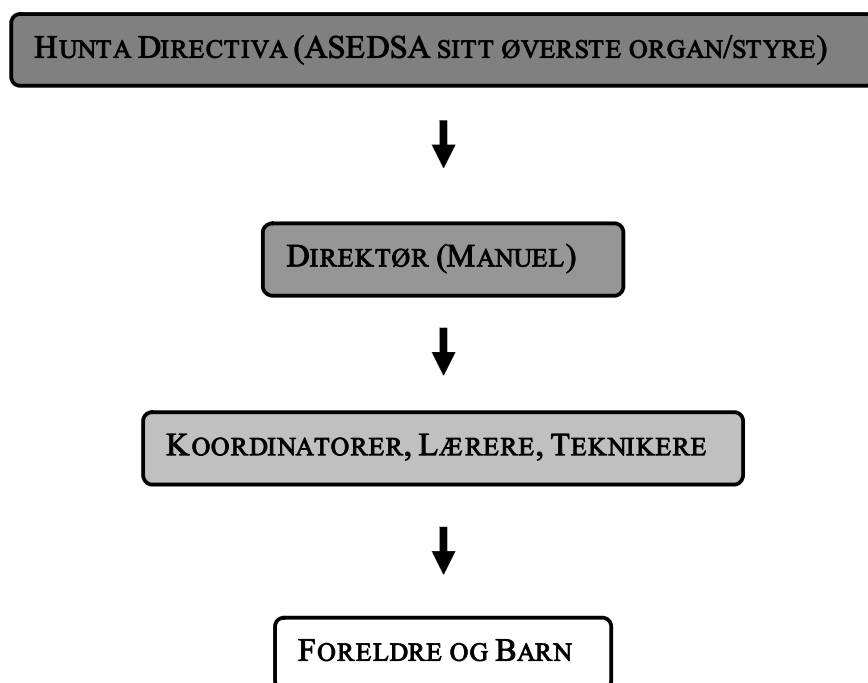 HUNTA DIRECTIVA (ASEDSA SITT ØVERSTE ORGAN/STYRE)
DIREKTØR (MANUEL)
KOORDINATORER, LÆRERE, TEKNIKERE
FORELDRE OG BARN